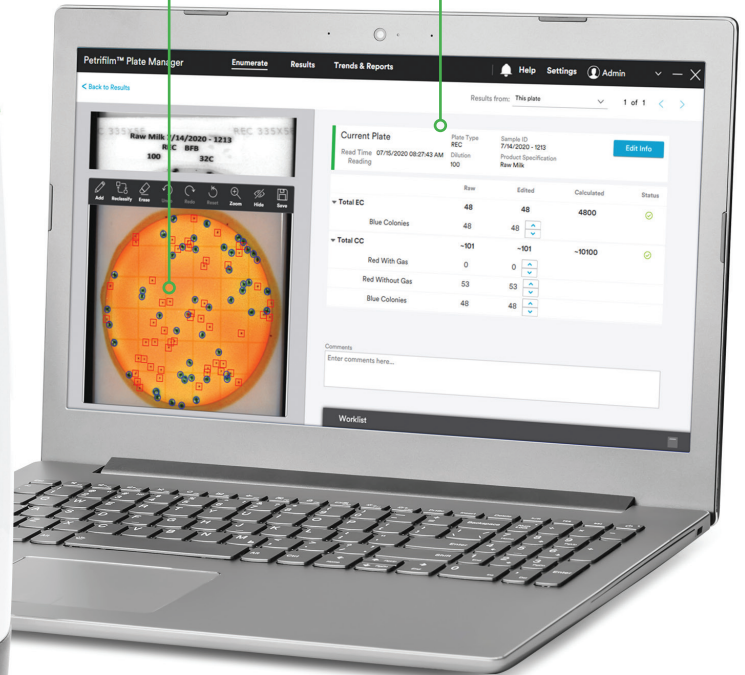 Petrifilm™ Plate Manager Enumerate Results Trends & Reports Help Settings Admin
< Back to Results
Results from: This plate 1 of 1
REC 335X5F
Raw Milk 7/14/2020 - 1213
REC BFB
100 32C
Add Reclassify Erase Undo Redo Reset Zoom Hide Save
Current Plate
Read Time 07/15/2020 08:27:43 AM
Reading
Plate Type
REC
Dilution
100
Sample ID
7/14/2020 - 1213
Product Specification
Raw Milk
Edit Info
Raw Edited Calculated Status
Total EC 48 48 4800
Blue Colonies 48 48
Total CC ~101 ~101 ~10100
Red With Gas 0 0
Red Without Gas 53 53
Blue Colonies 48 48
Comments
Enter comments here...
Worklist